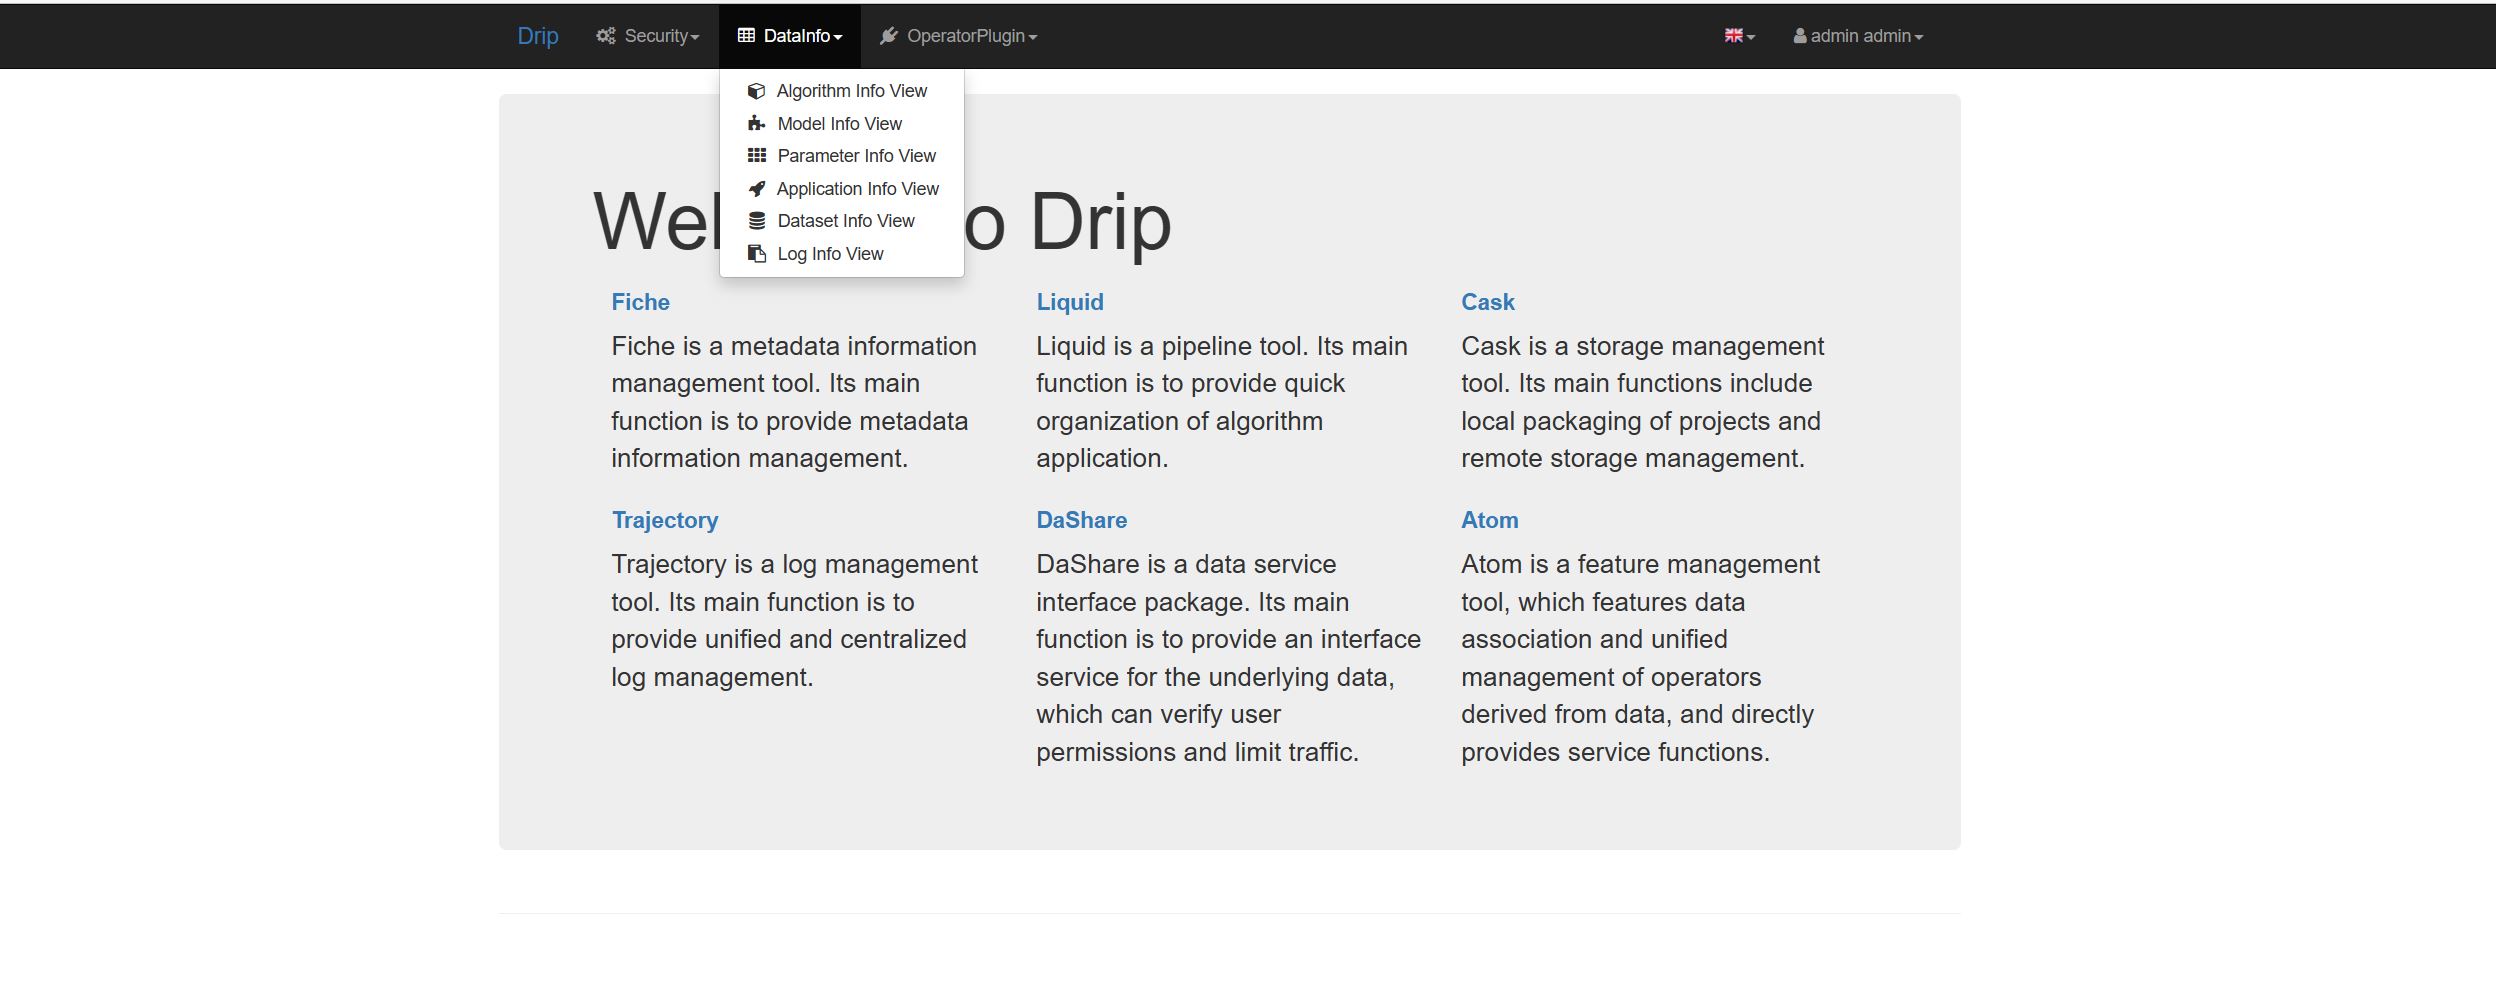 Drip Security DataInfo OperatorPlugin admin admin
Algorithm Info View
Model Info View
Parameter Info View
Application Info View
Dataset Info View
Log Info View
Drip
Fiche
Fiche is a metadata information
management tool. Its main
function is to provide metadata
information management.
Liquid
Liquid is a pipeline tool. Its main
function is to provide quick
organization of algorithm
application.
Cask
Cask is a storage management
tool. Its main functions include
local packaging of projects and
remote storage management.
Trajectory
Trajectory is a log management
tool. Its main function is to
provide unified and centralized
log management.
DaShare
DaShare is a data service
interface package. Its main
function is to provide an interface
service for the underlying data,
which can verify user
permissions and limit traffic.
Atom
Atom is a feature management
tool, which features data
association and unified
management of operators
derived from data, and directly
provides service functions.